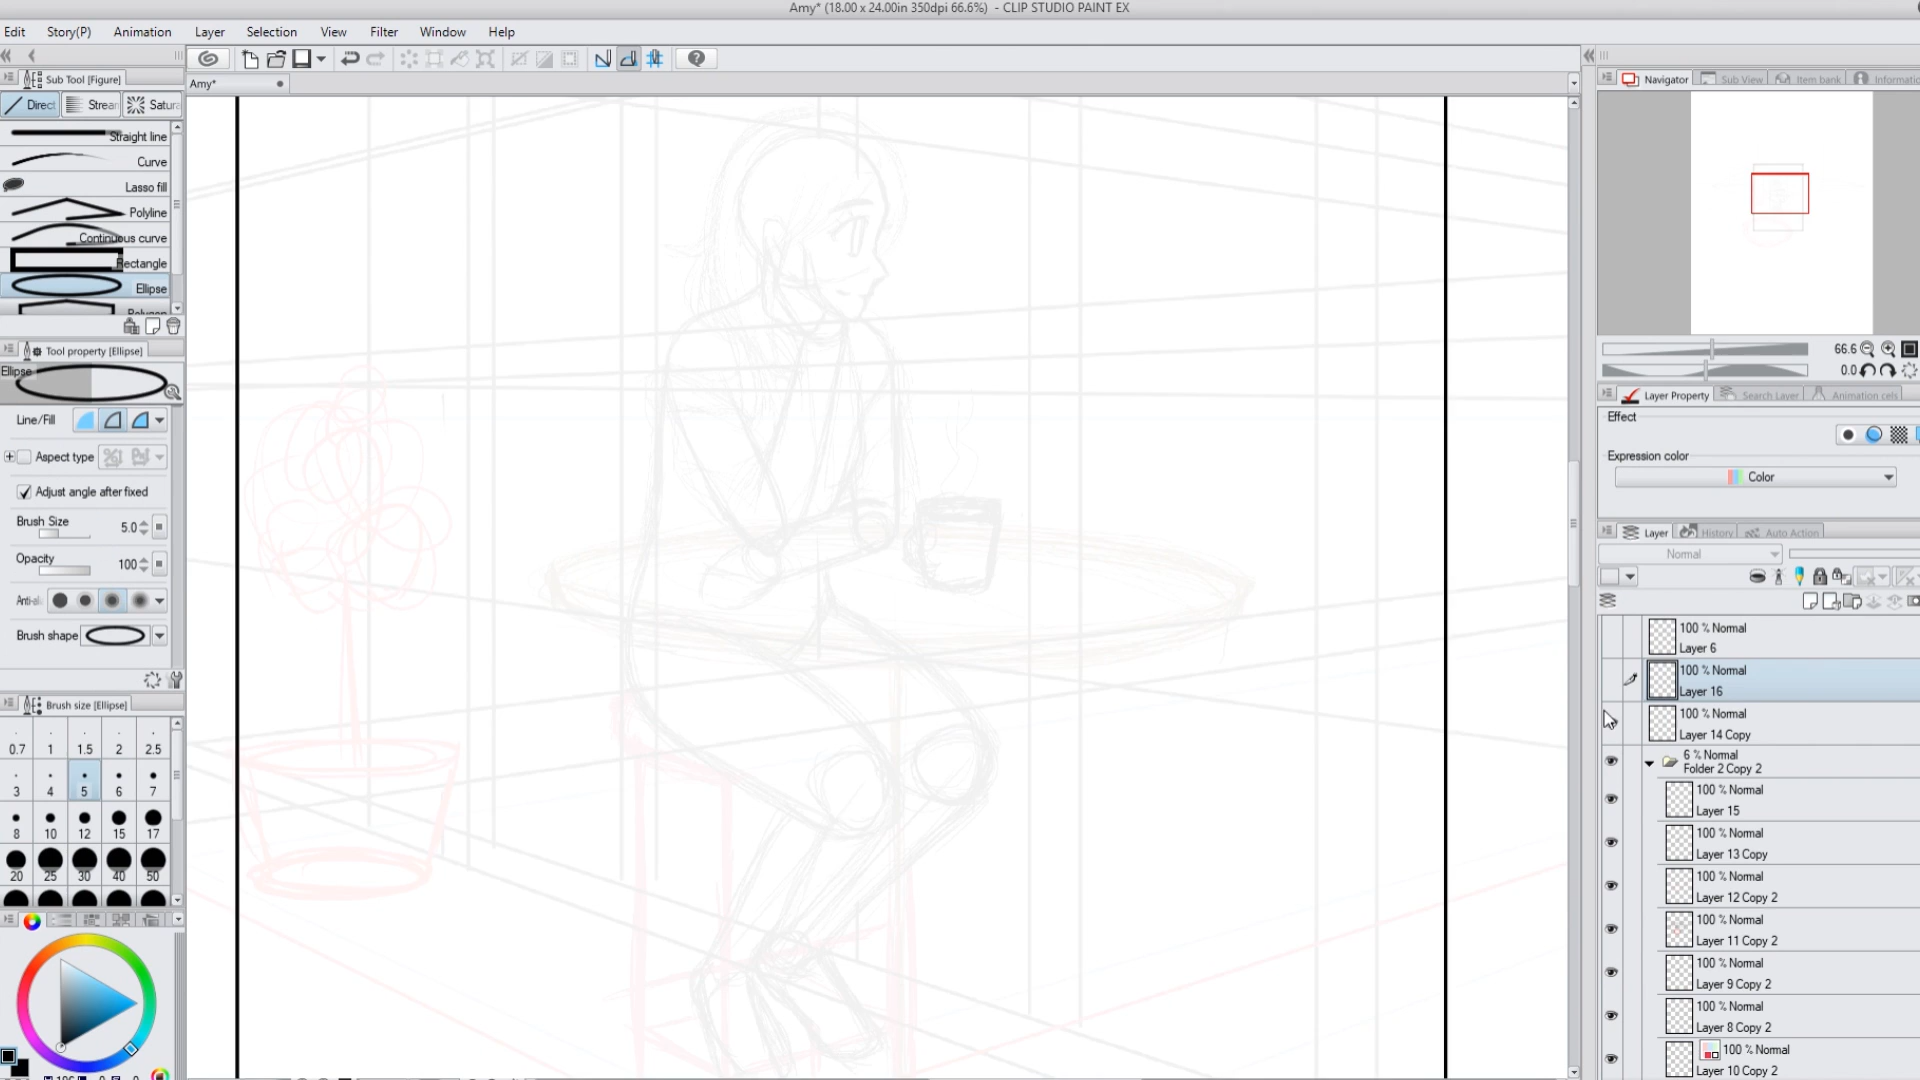 Amy* (18.00 x 24.00in 350dpi 66.6%) - CLIP STUDIO PAINT EX
Edit Story(P) Animation Layer Selection View Filter Window Help
Sub Tool [Figure]
Amy*
Navigator Sub View Item bank Informatio
Direct Strear Satura
Straight line
Curve
Lasso fill
Polyline
Continuous curve
Rectangle
Ellipse
Polygon
Tool property [Ellipse]
Ellipse
Line/Fill
Aspect type
Adjust angle after fixed
Brush Size 5.0
Opacity 100
Brush shape
Brush size [Ellipse]
0.7 1 1.5 2 2.5
3 4 5 6 7
8 10 12 15 17
20 25 30 40 50
66.6
0.0
Layer Property Search Layer Animation cels
Effect
Expression color
Color
Layer History Auto Action
Normal
100 % Normal
Layer 6
100 % Normal
Layer 16
100 % Normal
Layer 14 Copy
6 % Normal
Folder 2 Copy 2
100 % Normal
Layer 15
100 % Normal
Layer 13 Copy
100 % Normal
Layer 12 Copy 2
100 % Normal
Layer 11 Copy 2
100 % Normal
Layer 9 Copy 2
100 % Normal
Layer 8 Copy 2
100 % Normal
Layer 10 Copy 2